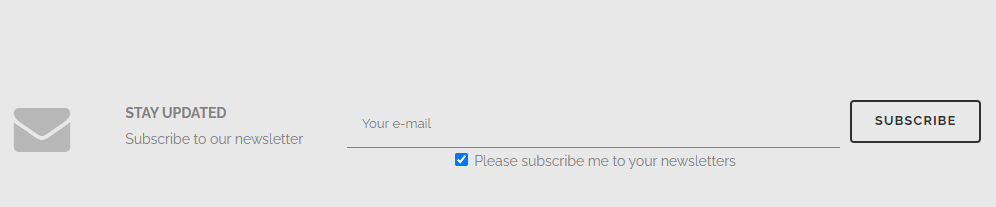 STAY UPDATED
Subscribe to our newsletter
Your e-mail
Please subscribe me to your newsletters
SUBSCRIBE